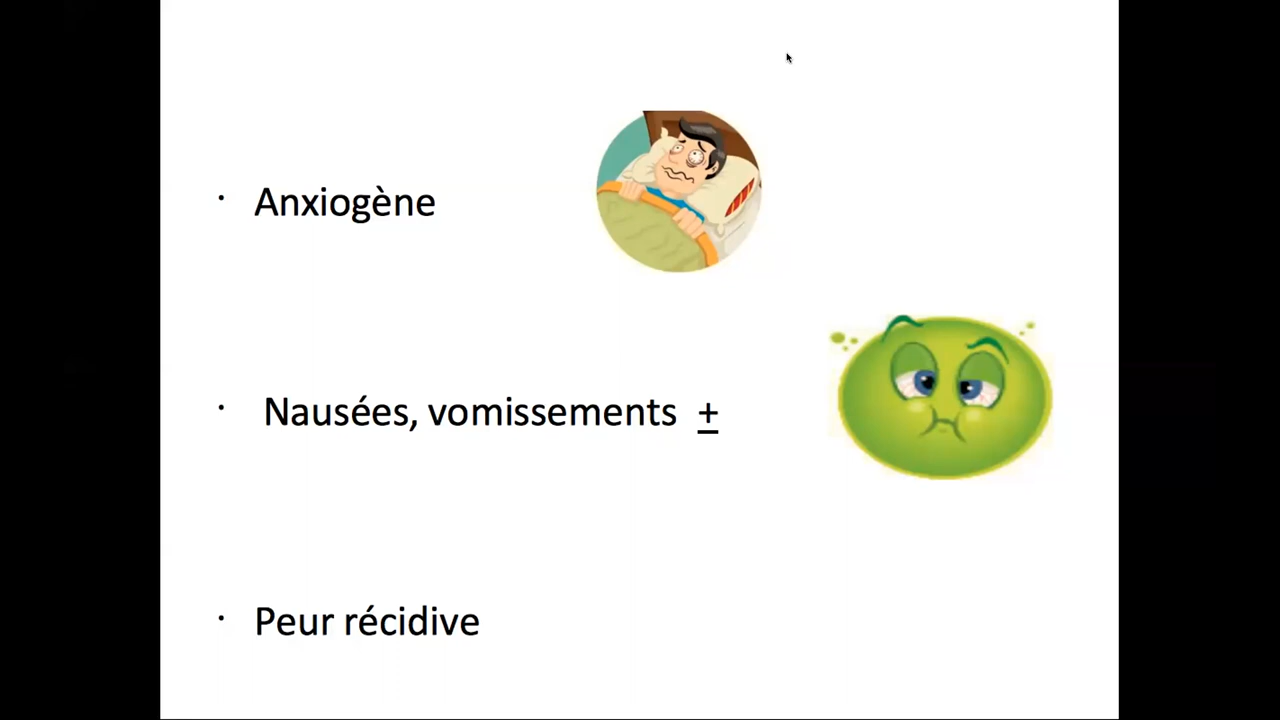 · Anxiogène
· Nausées, vomissements ±
· Peur récidive